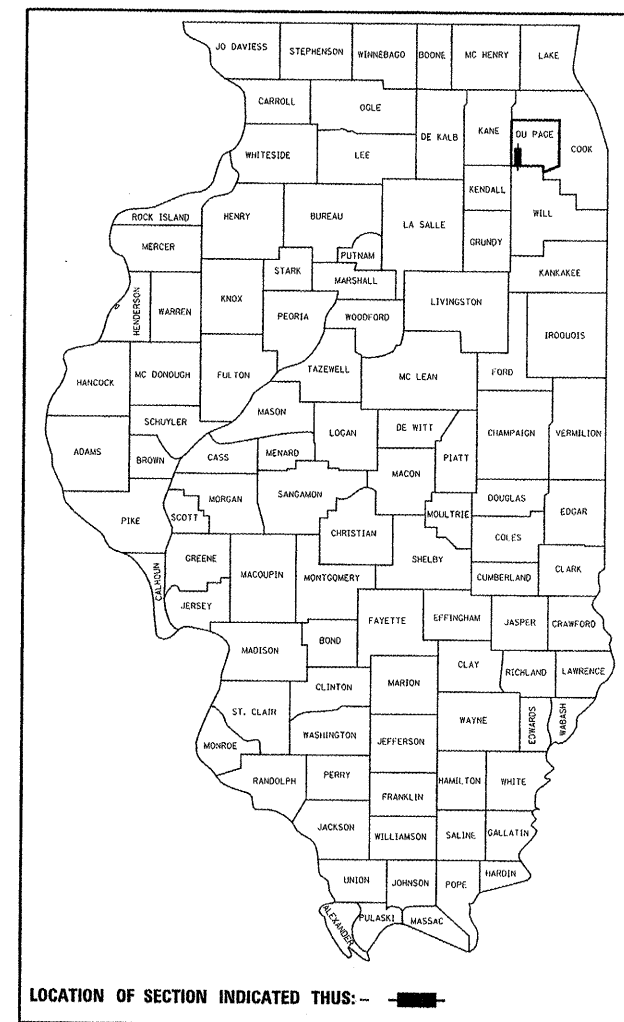 JO DAVIESS
STEPHENSON
WINNEBAGO
BOONE
MC HENRY
LAKE
CARROLL
OGLE
DE KALB
KANE
DU PAGE
COOK
WHITESIDE
LEE
KENDALL
ROCK ISLAND
HENRY
BUREAU
LA SALLE
WILL
MERCER
PUTNAM
GRUNDY
STARK
MARSHALL
KANKAKEE
HENDERSON
WARREN
KNOX
PEORIA
WOODFORD
LIVINGSTON
IROQUOIS
HANCOCK
MC DONOUGH
FULTON
TAZEWELL
MC LEAN
FORD
SCHUYLER
MASON
LOGAN
DE WITT
CHAMPAIGN
VERMILION
ADAMS
BROWN
CASS
MENARD
MACON
PIATT
PIKE
SCOTT
MORGAN
SANGAMON
CHRISTIAN
MOULTRIE
DOUGLAS
EDGAR
COLES
CALHOUN
GREENE
MACOUPIN
MONTGOMERY
SHELBY
CUMBERLAND
CLARK
JERSEY
FAYETTE
EFFINGHAM
JASPER
CRAWFORD
MADISON
BOND
CLAY
RICHLAND
LAWRENCE
CLINTON
MARION
ST. CLAIR
WAYNE
EDWARDS
WABASH
MONROE
WASHINGTON
JEFFERSON
RANDOLPH
PERRY
HAMILTON
WHITE
FRANKLIN
JACKSON
WILLIAMSON
SALINE
GALLATIN
UNION
JOHNSON
POPE
HARDIN
ALEXANDER
PULASKI
MASSAC
LOCATION OF SECTION INDICATED THUS:-